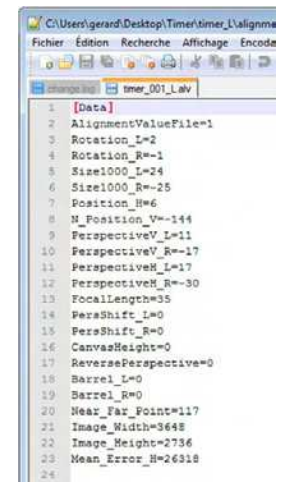 C:\Users\gerard\Desktop\Timer\timer_L\alignme
Fichier Édition Recherche Affichage Encoda
change.log timer_001_L.alv
1 [Data]
2 AlignmentValueFile=1
3 Rotation_L=2
4 Rotation_R=-1
5 Size1000_L=24
6 Size1000_R=-25
7 Position_H=6
8 N_Position_V=-144
9 PerspectiveV_L=11
10 PerspectiveV_R=-17
11 PerspectiveH_L=17
12 PerspectiveH_R=-30
13 FocalLength=35
14 PersShift_L=0
15 PersShift_R=0
16 CanvasHeight=0
17 ReversePerspective=0
18 Barrel_L=0
19 Barrel_R=0
20 Near_Far_Point=117
21 Image_Width=3648
22 Image_Height=2736
23 Mean_Error_H=26318
24